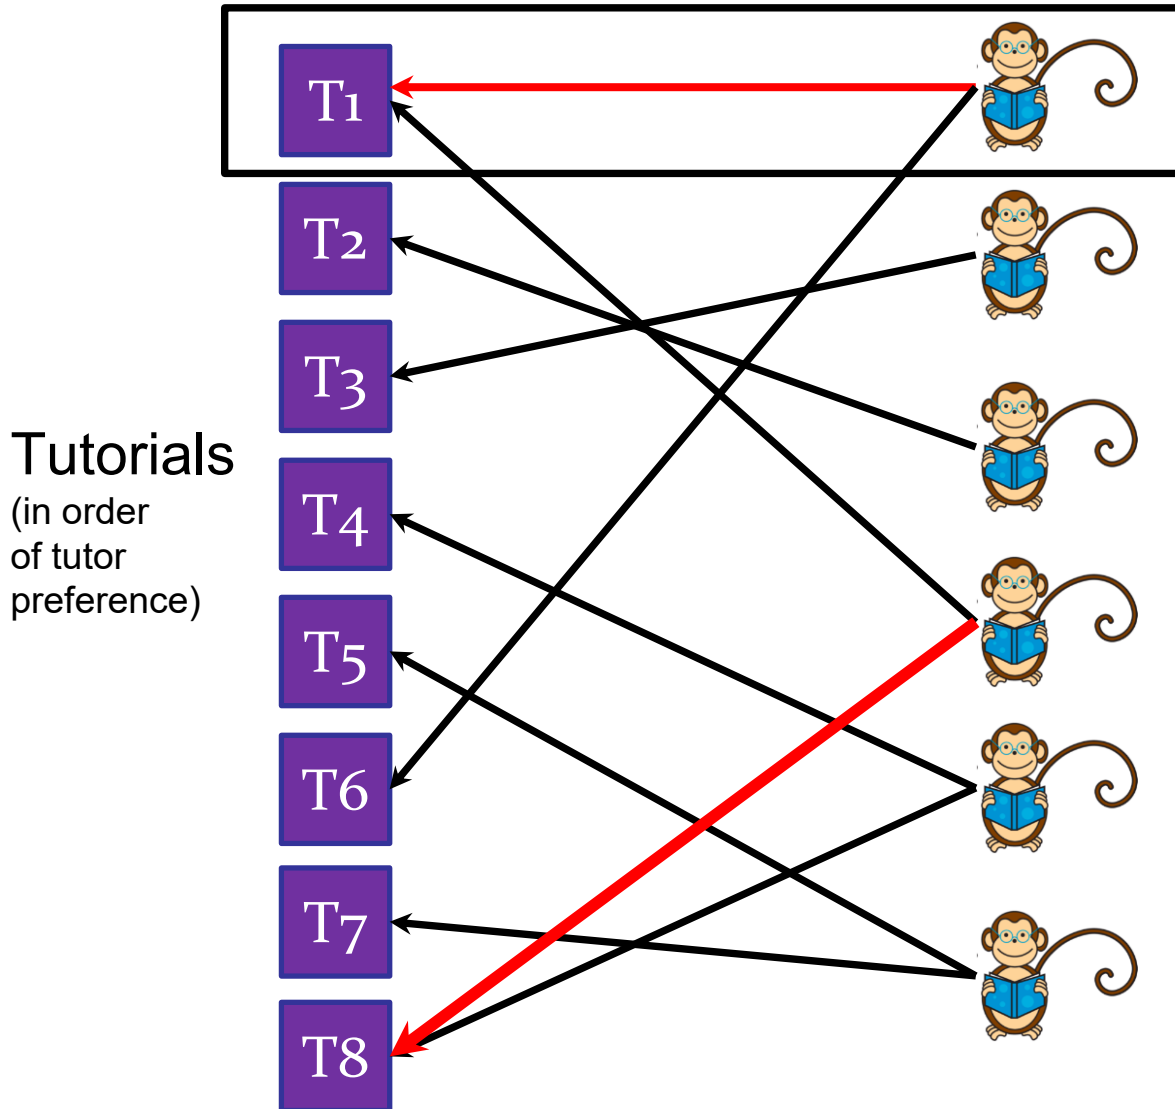 T1
T2
T3
Tutorials
(in order
of tutor
preference)
T4
T5
T6
T7
T8